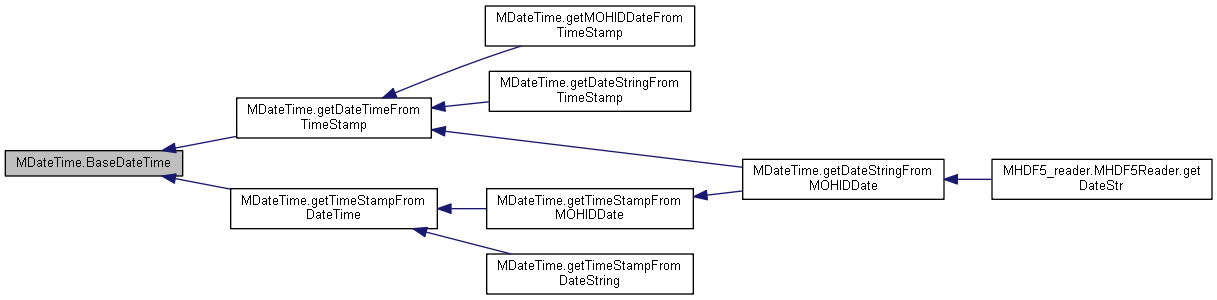 MDateTime.getMOHIDDateFrom
TimeStamp
MDateTime.getDateStringFrom
TimeStamp
MDateTime.getDateTimeFrom
TimeStamp
MDateTime.BaseDateTime
MDateTime.getDateStringFrom
MOHIDDate
MHDF5_reader.MHDF5Reader.get
DateStr
MDateTime.getTimeStampFrom
DateTime
MDateTime.getTimeStampFrom
MOHIDDate
MDateTime.getTimeStampFrom
DateString